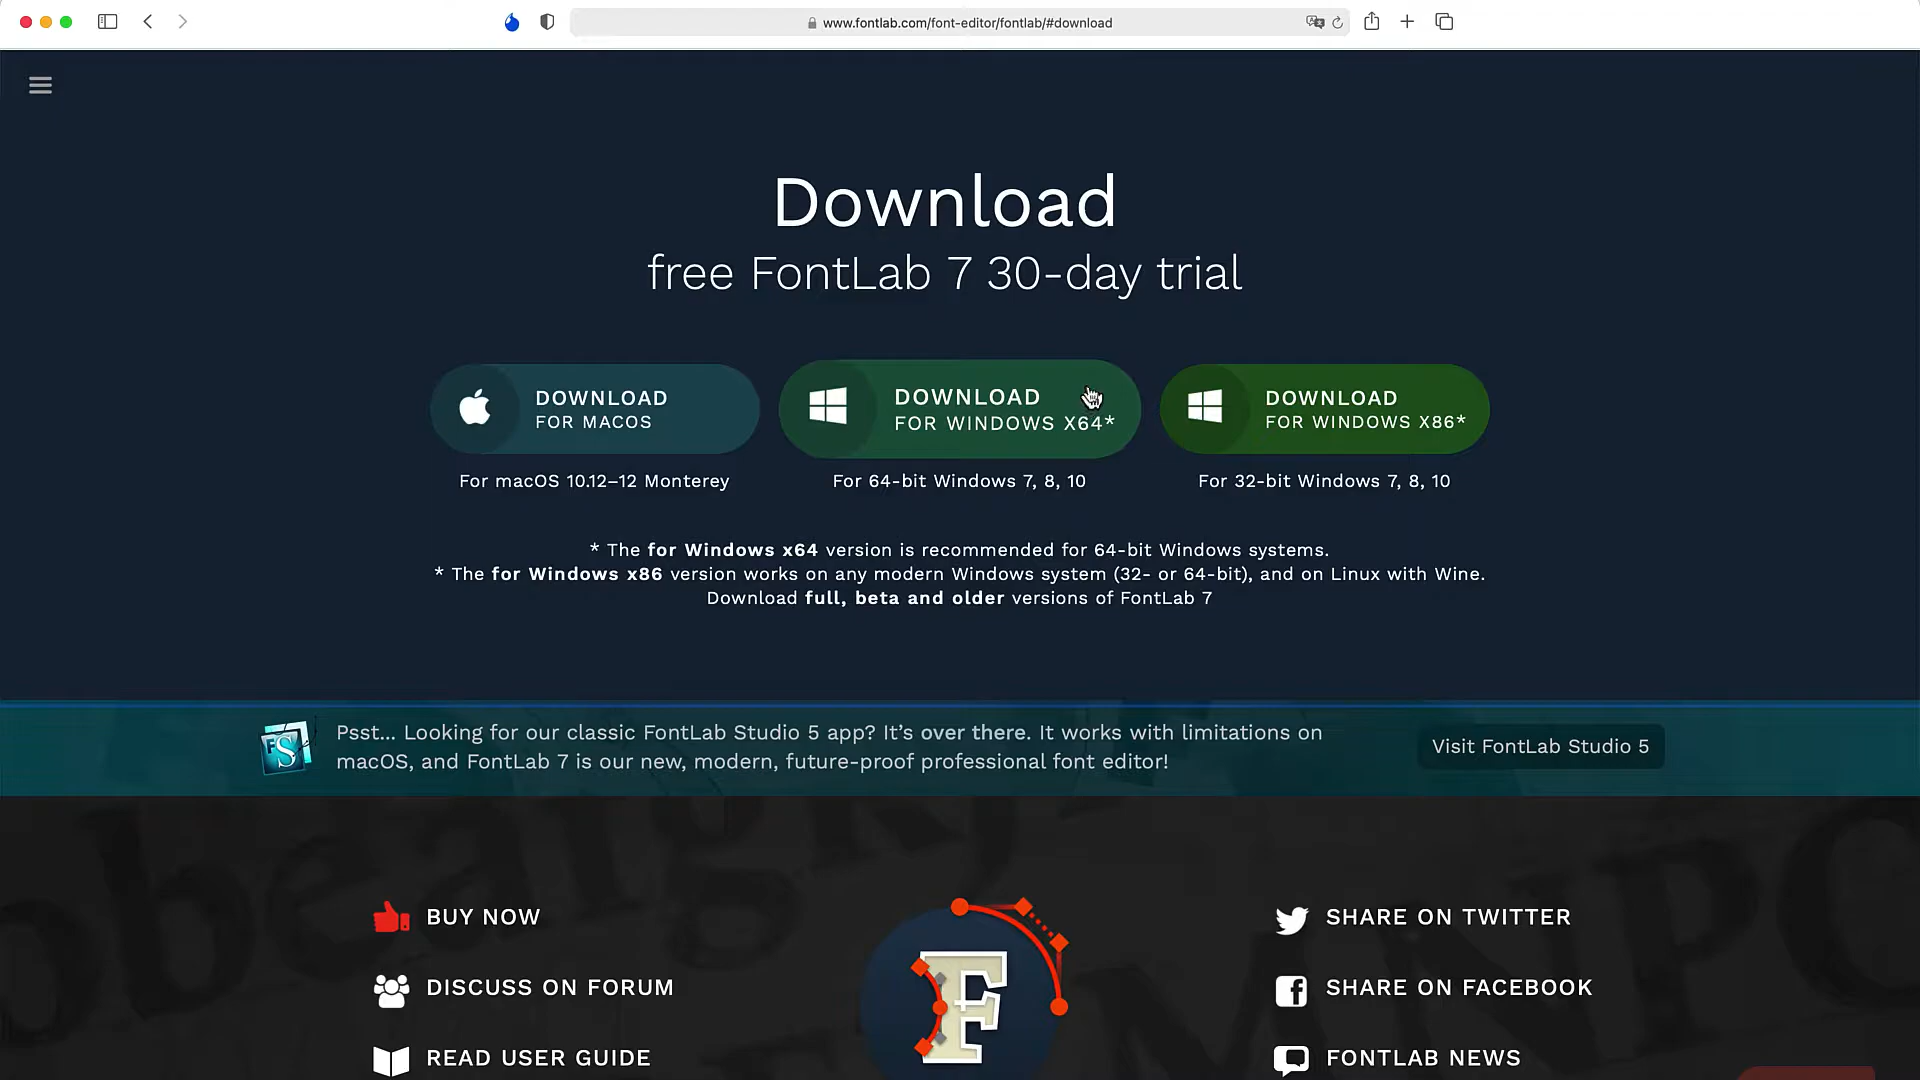 www.fontlab.com/font-editor/fontlab/#download
Download
free FontLab 7 30-day trial
DOWNLOAD
FOR MACOS
DOWNLOAD
FOR WINDOWS X64*
DOWNLOAD
FOR WINDOWS X86*
For macOS 10.12–12 Monterey
For 64-bit Windows 7, 8, 10
For 32-bit Windows 7, 8, 10
* The for Windows x64 version is recommended for 64-bit Windows systems.
* The for Windows x86 version works on any modern Windows system (32- or 64-bit), and on Linux with Wine.
Download full, beta and older versions of FontLab 7
Psst... Looking for our classic FontLab Studio 5 app? It's over there. It works with limitations on
macOS, and FontLab 7 is our new, modern, future-proof professional font editor!
Visit FontLab Studio 5
BUY NOW
DISCUSS ON FORUM
READ USER GUIDE
F
SHARE ON TWITTER
SHARE ON FACEBOOK
FONTLAB NEWS